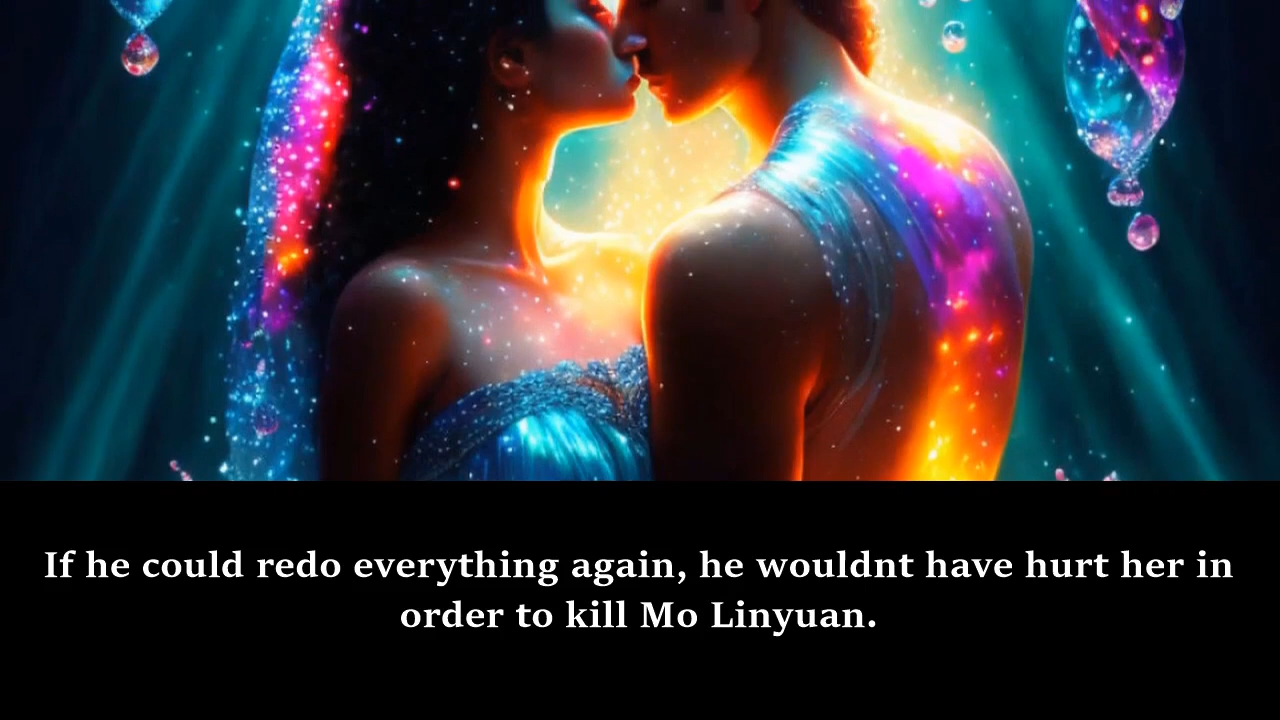 If he could redo everything again, he wouldnt have hurt her in
order to kill Mo Linyuan.